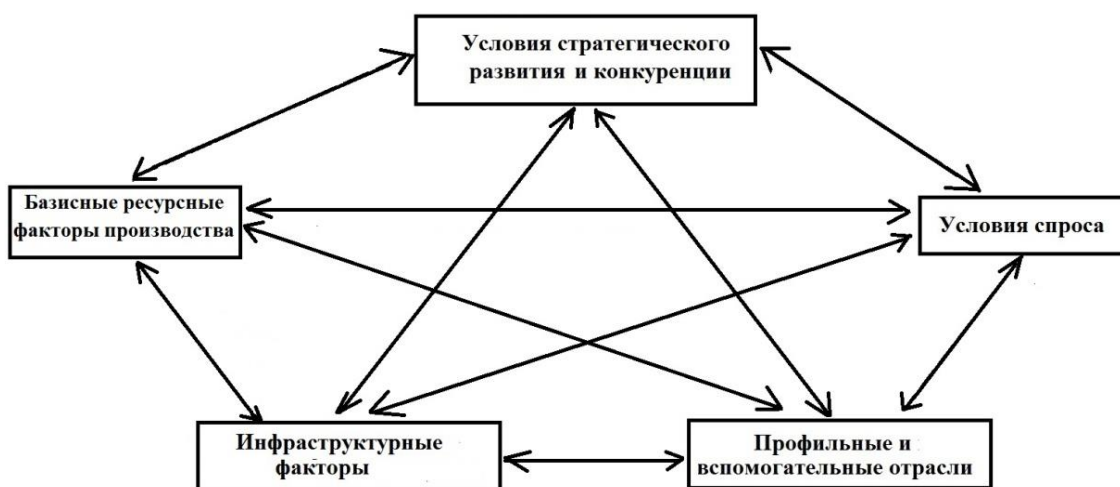 Условия стратегического
развития и конкуренции
Базисные ресурсные
факторы производства
Условия спроса
Инфраструктурные
факторы
Профильные и
вспомогательные отрасли